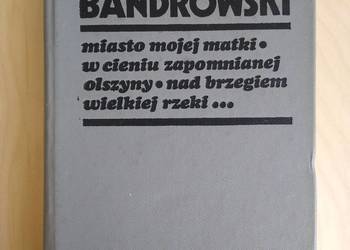 BANDROWSKI
miasto mojej matki •
w cieniu zapomnianej
olszyny • nad brzegiem
wielkiej rzeki •••